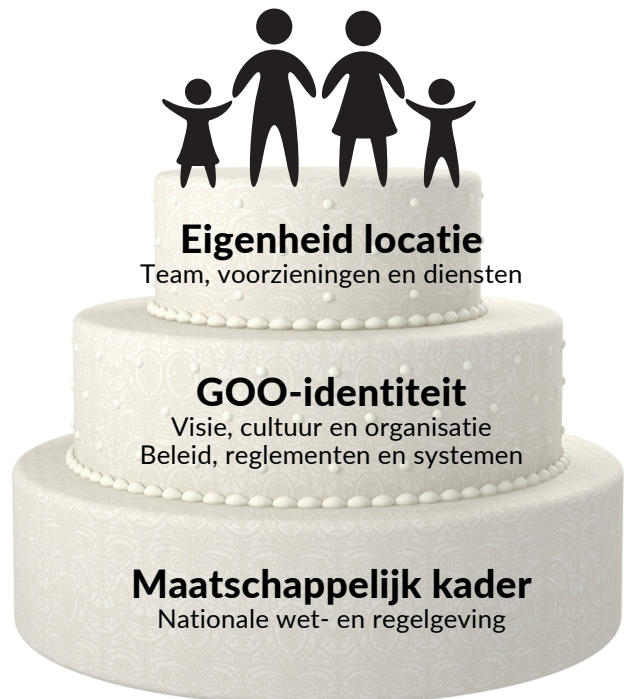 Eigenheid locatie
Team, voorzieningen en diensten
GOO-identiteit
Visie, cultuur en organisatie
Beleid, reglementen en systemen
Maatschappelijk kader
Nationale wet- en regelgeving